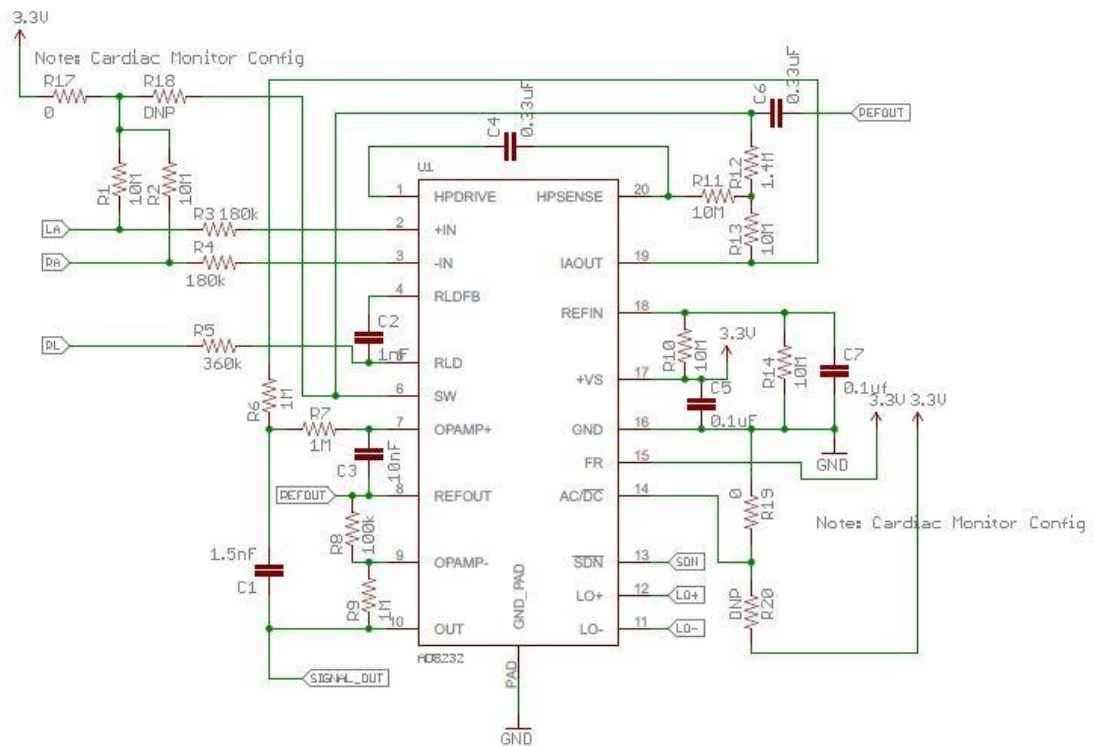 3.3V
Note: Cardiac Monitor Config
R17
0
R18
DNP
C4
0.33uF
C6
0.33uF
REFOUT
R1
10M
R2
10M
R12
1.4M
R11
10M
R13
10M
U1
1 HPDRIVE HPSENSE 20
LA
R3 180k
2 +IN
RA
R4
180k
3 -IN IAOUT 19
4 RLDFB REFIN 18
C2
1nF
RL
R5
360k
RLD
R10
10M
3.3V
R14
10M
C7
0.1uf
+VS 17
C5
0.1uF
6 SW
3.3V 3.3V
R6
1M
R7
1M
7 OPAMP+ GND 16
GND
C3
10nF
FR 15
REFOUT
8 REFOUT AC/DC 14
R8
100k
0
R19
Note: Cardiac Monitor Config
9 OPAMP- SDN 13
SDN
1.5nF
C1
R9
1M
GND_PAD
LO+ 12
LO+
DNP
R20
10 OUT LO- 11
LO-
AD8232
SIGNAL_OUT
PAD
GND